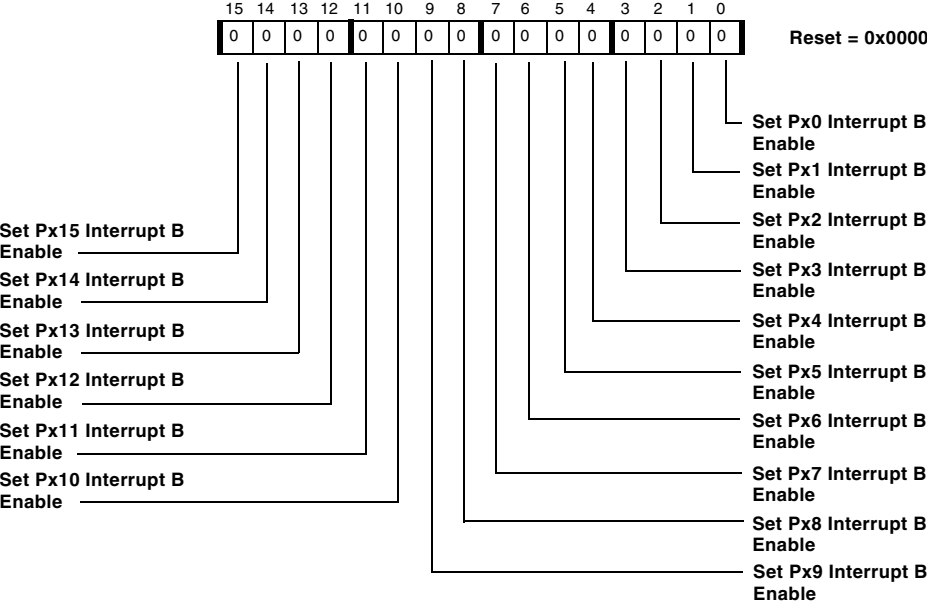 15 14 13 12 11 10 9 8 7 6 5 4 3 2 1 0
0 0 0 0 0 0 0 0 0 0 0 0 0 0 0 0
Reset = 0x0000
Set Px0 Interrupt B
Enable
Set Px1 Interrupt B
Enable
Set Px2 Interrupt B
Enable
Set Px3 Interrupt B
Enable
Set Px4 Interrupt B
Enable
Set Px5 Interrupt B
Enable
Set Px6 Interrupt B
Enable
Set Px7 Interrupt B
Enable
Set Px8 Interrupt B
Enable
Set Px9 Interrupt B
Enable
Set Px15 Interrupt B
Enable
Set Px14 Interrupt B
Enable
Set Px13 Interrupt B
Enable
Set Px12 Interrupt B
Enable
Set Px11 Interrupt B
Enable
Set Px10 Interrupt B
Enable